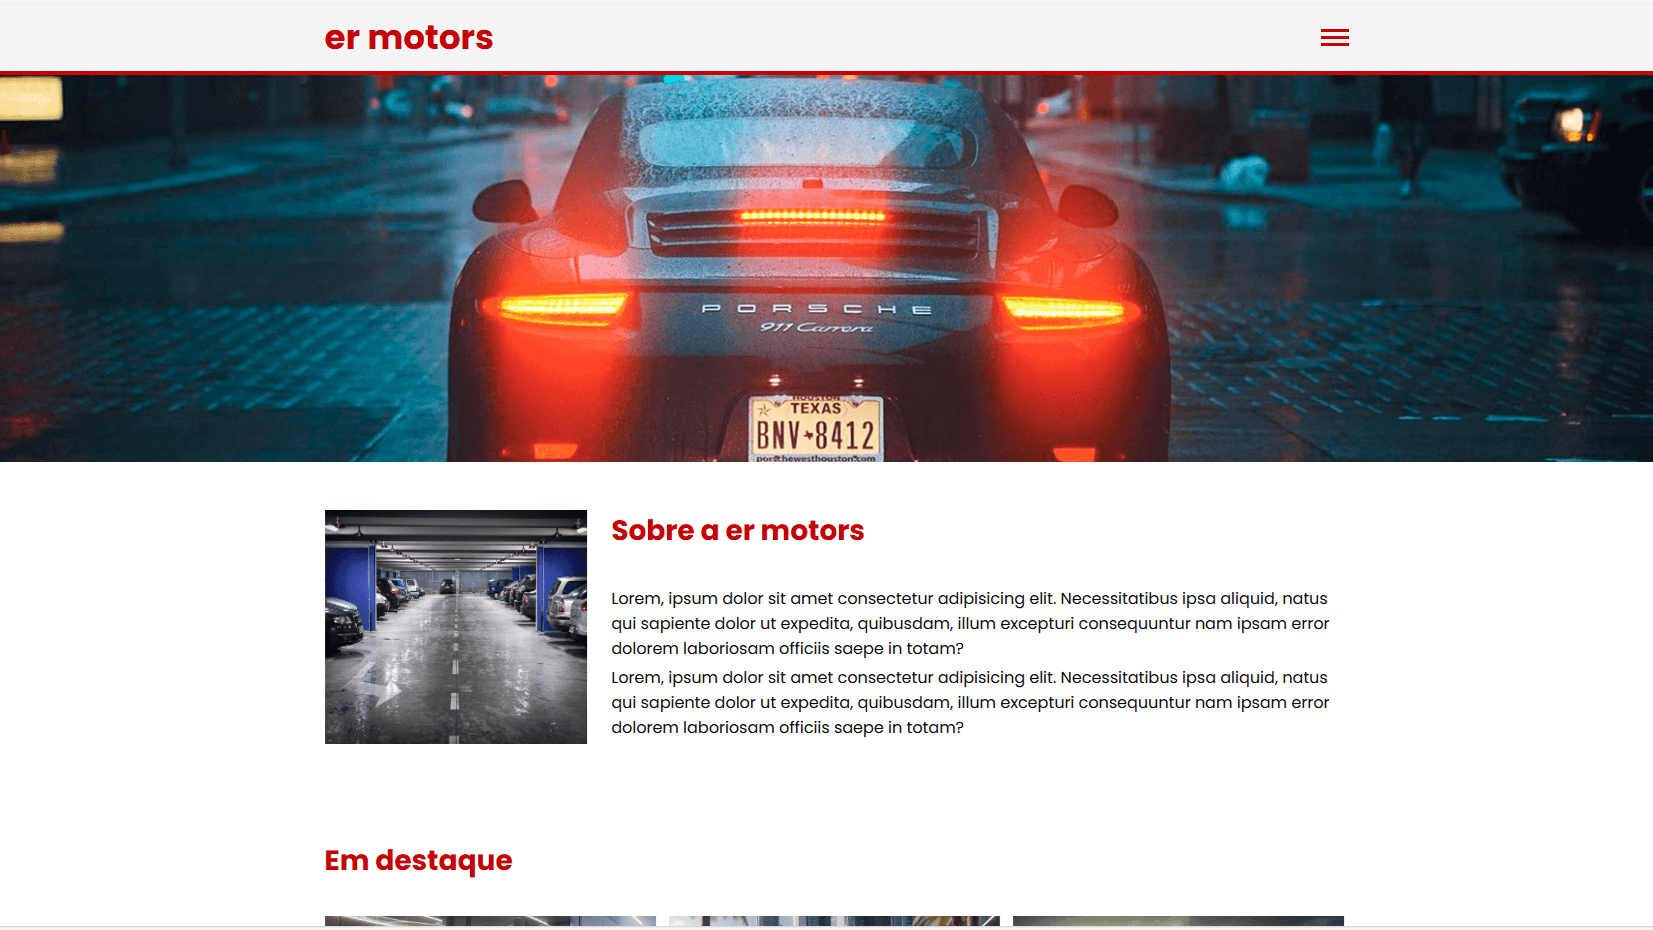 er motors
PORSCHE
911 Carrera
HOUSTON
TEXAS
BNV 8412
porschewesthouston.com
Sobre a er motors
Lorem, ipsum dolor sit amet consectetur adipisicing elit. Necessitatibus ipsa aliquid, natus
qui sapiente dolor ut expedita, quibusdam, illum excepturi consequuntur nam ipsam error
dolorem laboriosam officiis saepe in totam?
Lorem, ipsum dolor sit amet consectetur adipisicing elit. Necessitatibus ipsa aliquid, natus
qui sapiente dolor ut expedita, quibusdam, illum excepturi consequuntur nam ipsam error
dolorem laboriosam officiis saepe in totam?
Em destaque